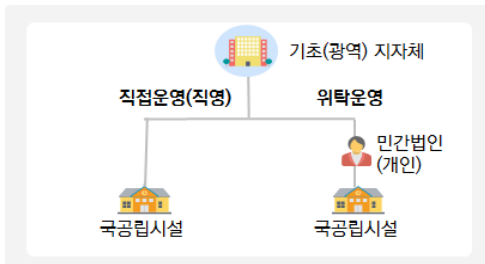 기초(광역) 지자체
직접운영(직영)
위탁운영
민간법인
(개인)
국공립시설
국공립시설